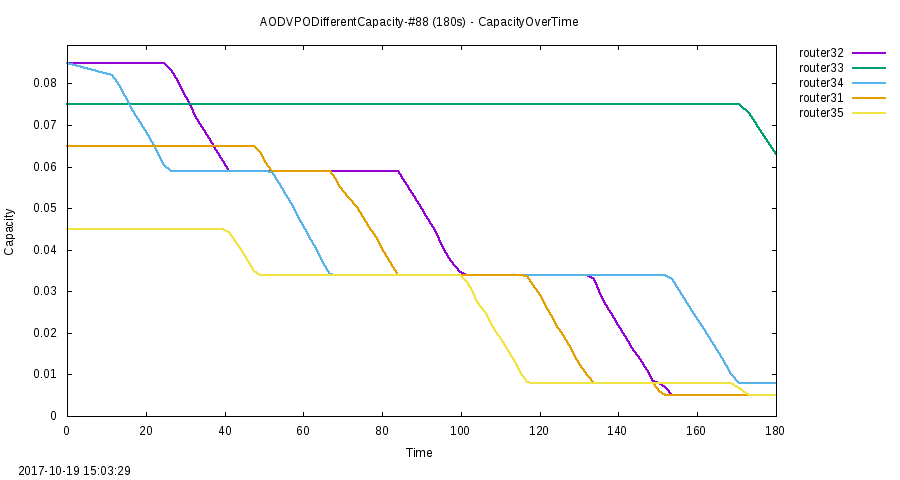 AODVPODifferentCapacity-#88 (180s) - CapacityOverTime
router32
router33
router34
router31
router35
0.08
0.07
0.06
0.05
0.04
0.03
0.02
0.01
0
Capacity
0 20 40 60 80 100 120 140 160 180
Time
2017-10-19 15:03:29